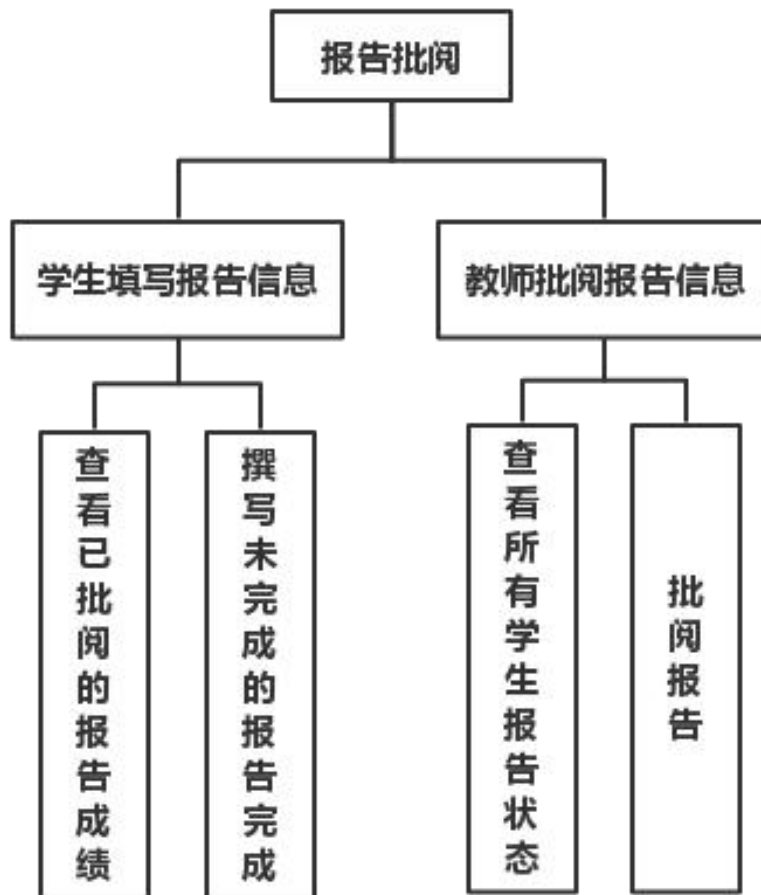 报告批阅
学生填写报告信息
教师批阅报告信息
查看已批阅的报告成绩
撰写未完成的报告完成
查看所有学生报告状态
批阅报告